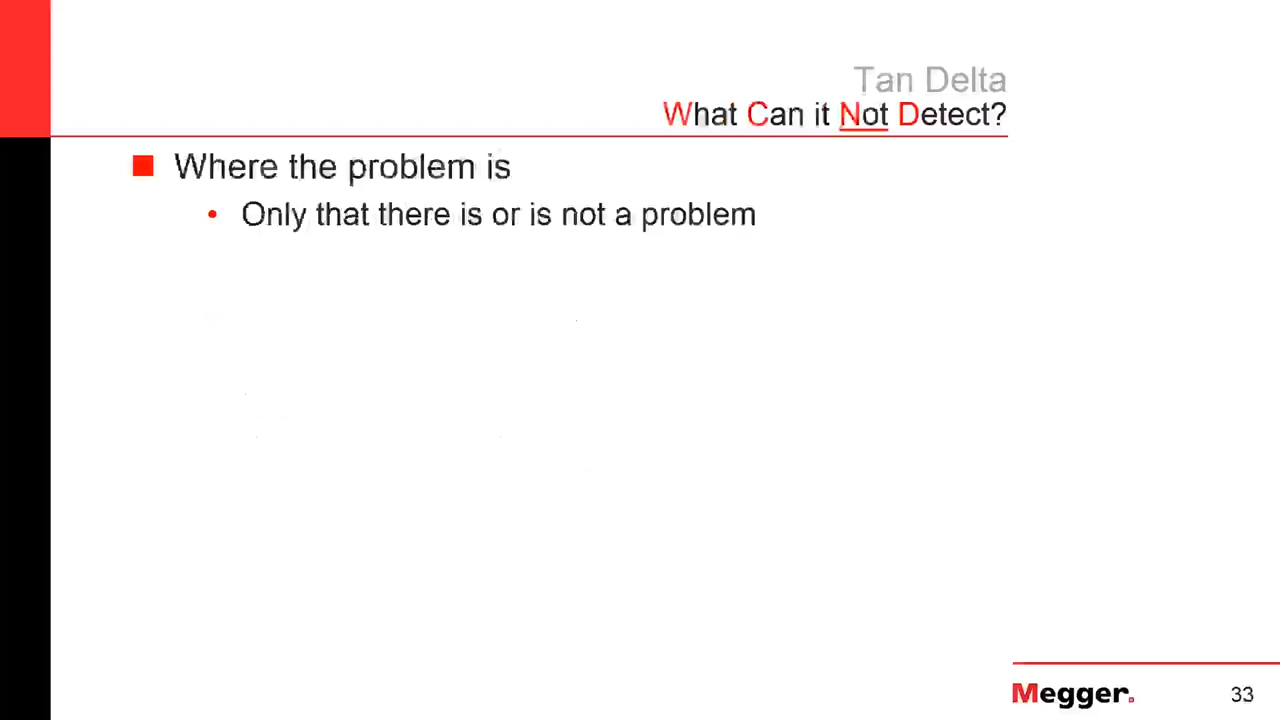 Tan Delta
What Can it Not Detect?
Where the problem is
• Only that there is or is not a problem
Megger.
33